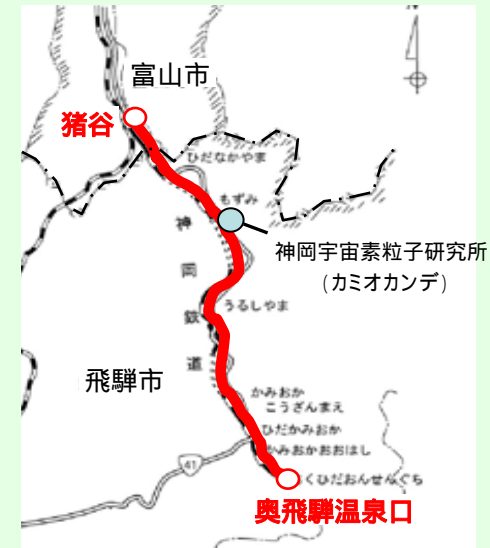 N
富山市
猪谷
ひだなかやま
もずみ
神岡鉄道
神岡宇宙素粒子研究所
(カミオカンデ)
うるしやま
飛騨市
かみおか
こうざんまえ
ひだかみおか
かみおかおおはし
41
くひだおんせんぐち
奥飛騨温泉口